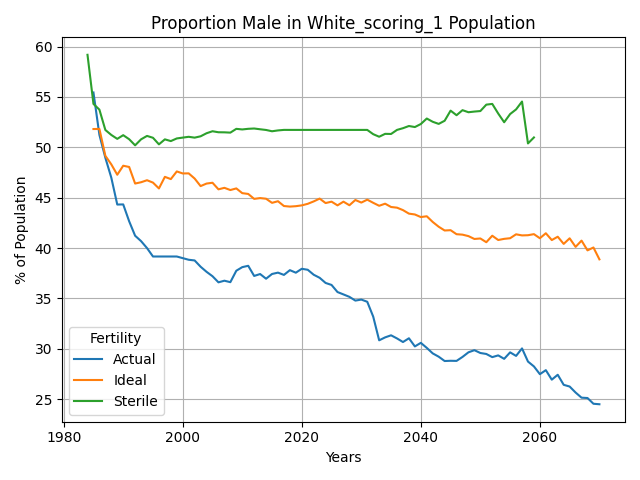 Proportion Male in White_scoring_1 Population
% of Population
60
55
50
45
40
35
30
25
Fertility
Actual
Ideal
Sterile
1980
2000
2020
2040
2060
Years